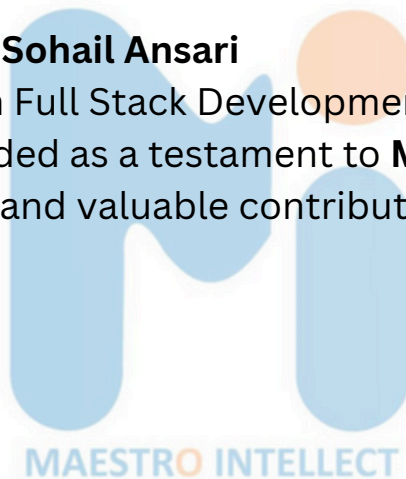 Sohail Ansari
Full Stack Developme
ded as a testament to
and valuable contribut
MAESTRO INTELLECT